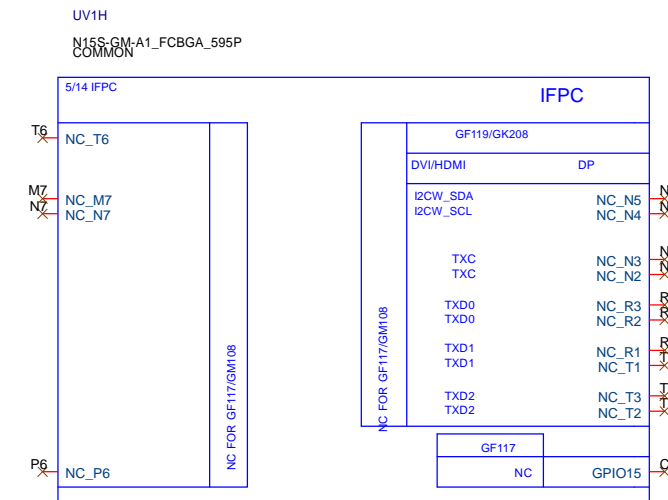 UV1H
N15S-GM-A1_FCBGA_595P
COMMON
5/14 IFPC
IFPC
GF119/GK208
DVI/HDMI DP
T6 NC_T6
M7 NC_M7
N7 NC_N7
P6 NC_P6
NC FOR GF117/GM108
NC FOR GF117/GM108
I2CW_SDA NC_N5 N
I2CW_SCL NC_N4 N
TXC NC_N3 N
TXC NC_N2 N
TXD0 NC_R3 R
TXD0 NC_R2 R
TXD1 NC_R1 R
TXD1 NC_T1 T
TXD2 NC_T3 T
TXD2 NC_T2 T
GF117
NC GPIO15